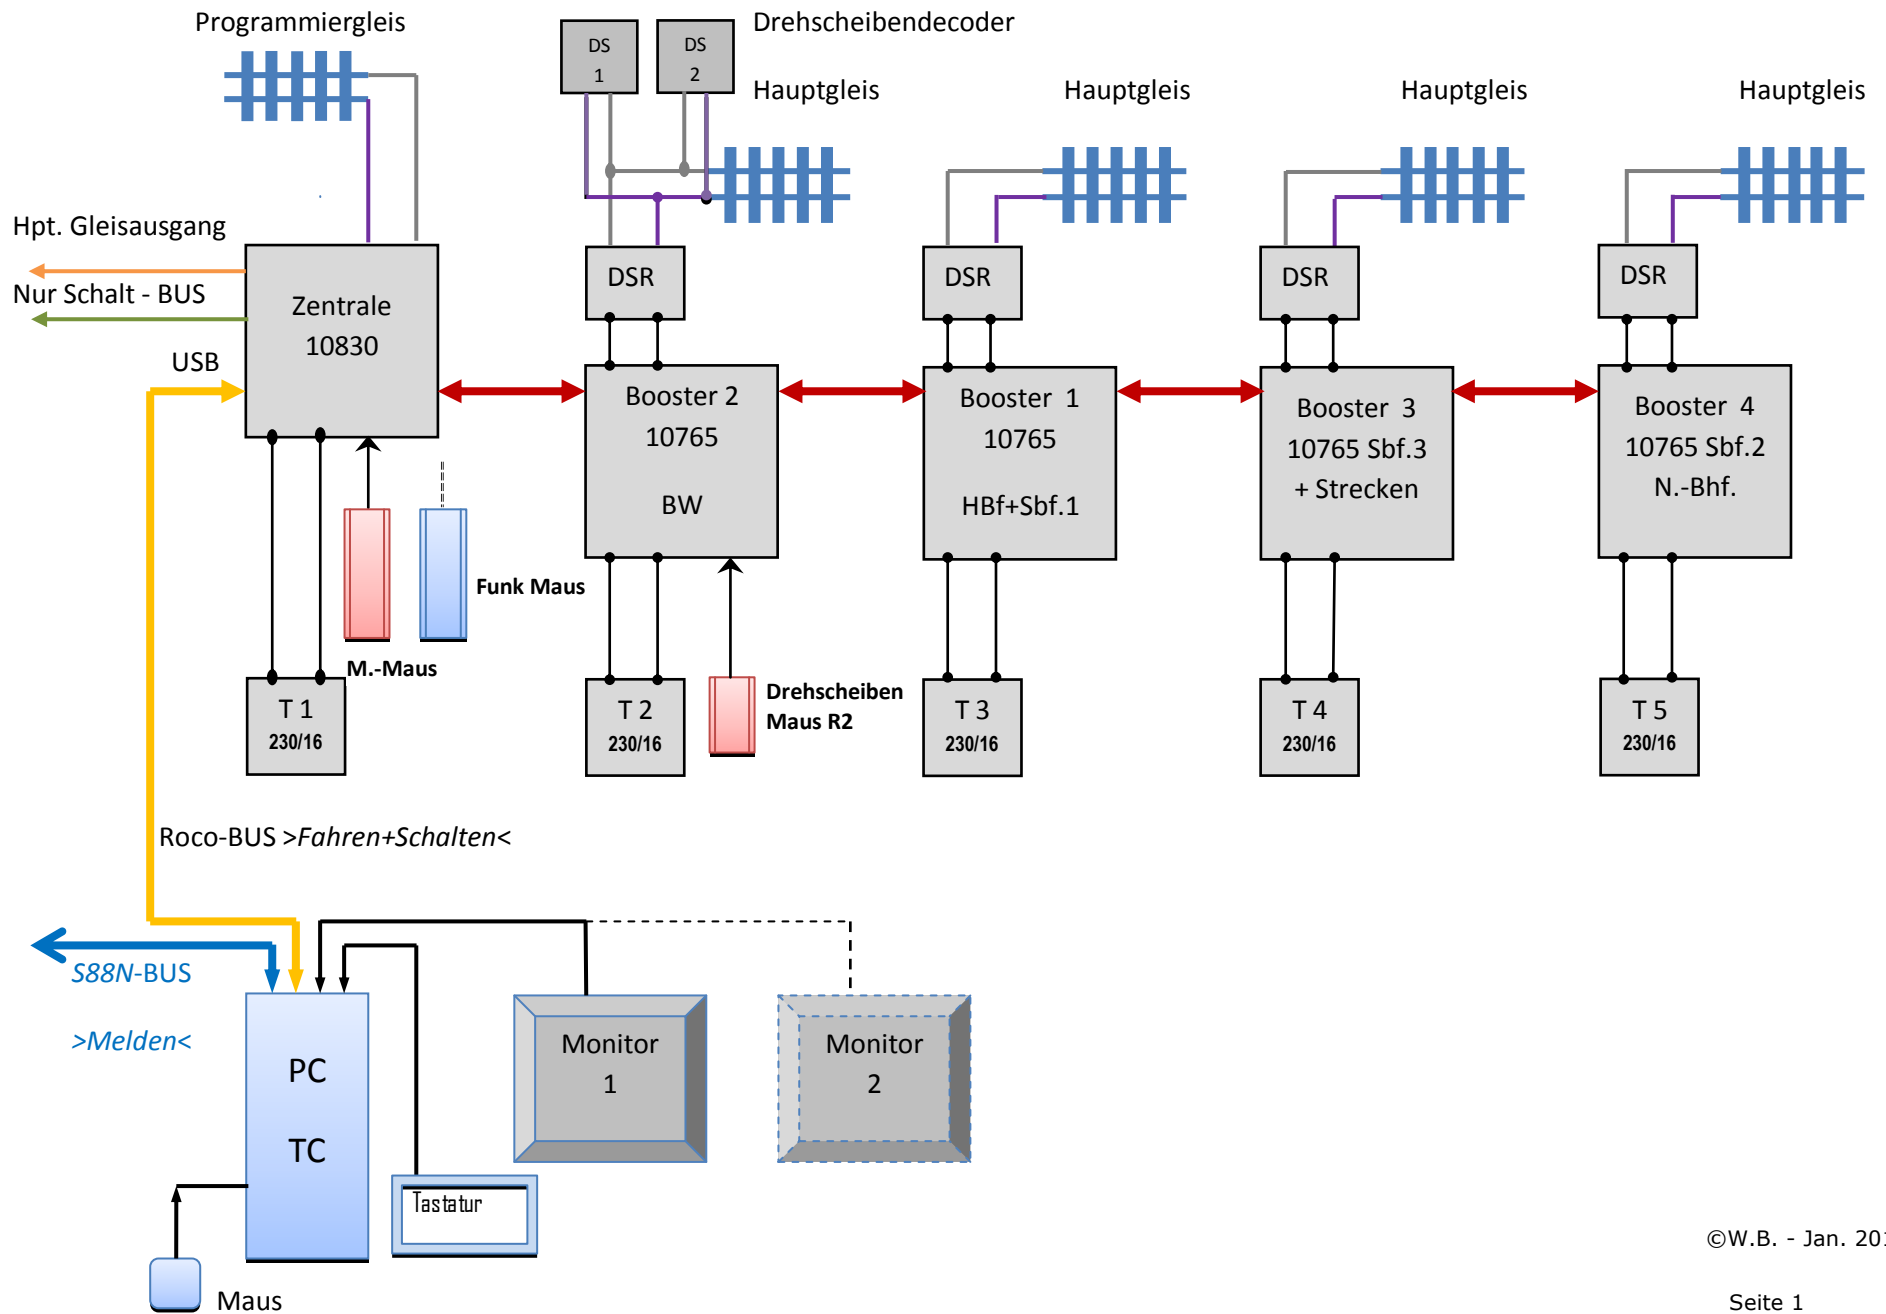 Programmiergleis
DS
1
DS
2
Drehscheibendecoder
Hauptgleis
Hauptgleis
Hauptgleis
Hauptgleis
Hpt. Gleisausgang
Nur Schalt - BUS
USB
Zentrale
10830
DSR
DSR
DSR
DSR
Booster 2
10765
BW
Booster 1
10765
HBf+Sbf.1
Booster 3
10765 Sbf.3
+ Strecken
Booster 4
10765 Sbf.2
N.-Bhf.
Funk Maus
M.-Maus
T 1
230/16
T 2
230/16
Drehscheiben
Maus R2
T 3
230/16
T 4
230/16
T 5
230/16
Roco-BUS >Fahren+Schalten<
S88N-BUS
>Melden<
PC
TC
Monitor
1
Monitor
2
Tastatur
Maus
©W.B. - Jan.
Seite 1